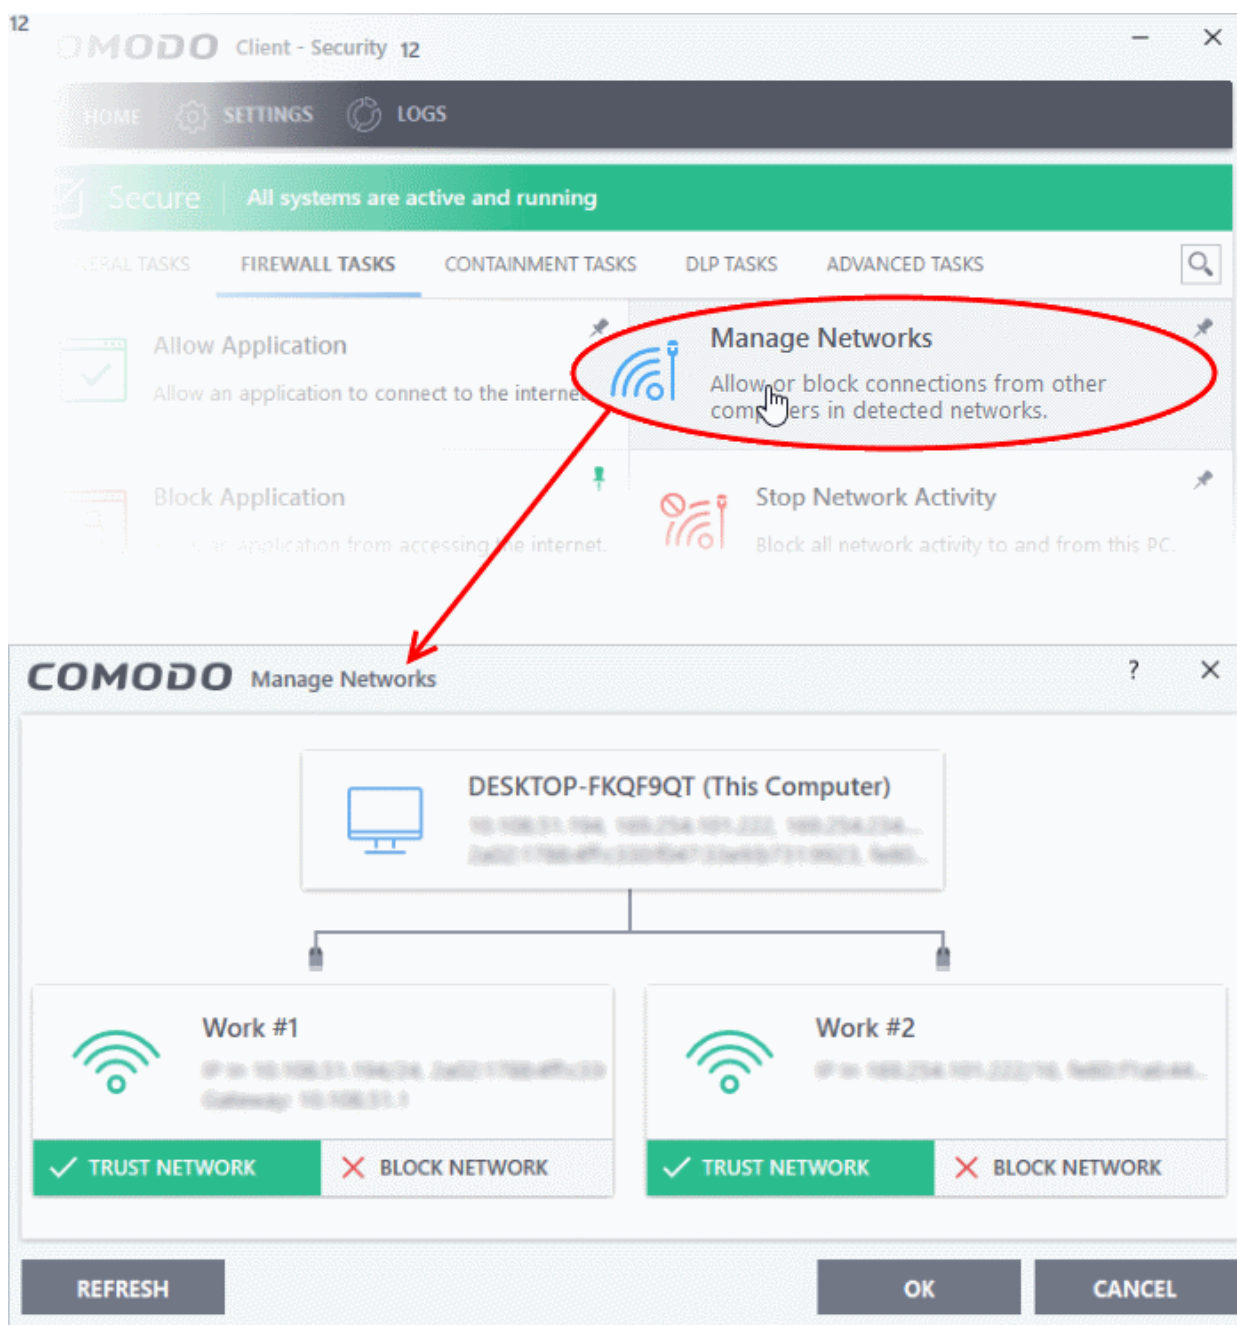 12
COMODO Client - Security 12
HOME SETTINGS LOGS
Secure All systems are active and running
TASKS FIREWALL TASKS CONTAINMENT TASKS DLP TASKS ADVANCED TASKS
Allow Application
Allow an application to connect to the internet.
Manage Networks
Allow or block connections from other
computers in detected networks.
Block Application
an application from accessing the internet.
Stop Network Activity
Block all network activity to and from this PC.
COMODO Manage Networks ?
DESKTOP-FKQF9QT (This Computer)
Work #1
Work #2
TRUST NETWORK BLOCK NETWORK
TRUST NETWORK BLOCK NETWORK
REFRESH OK CANCEL